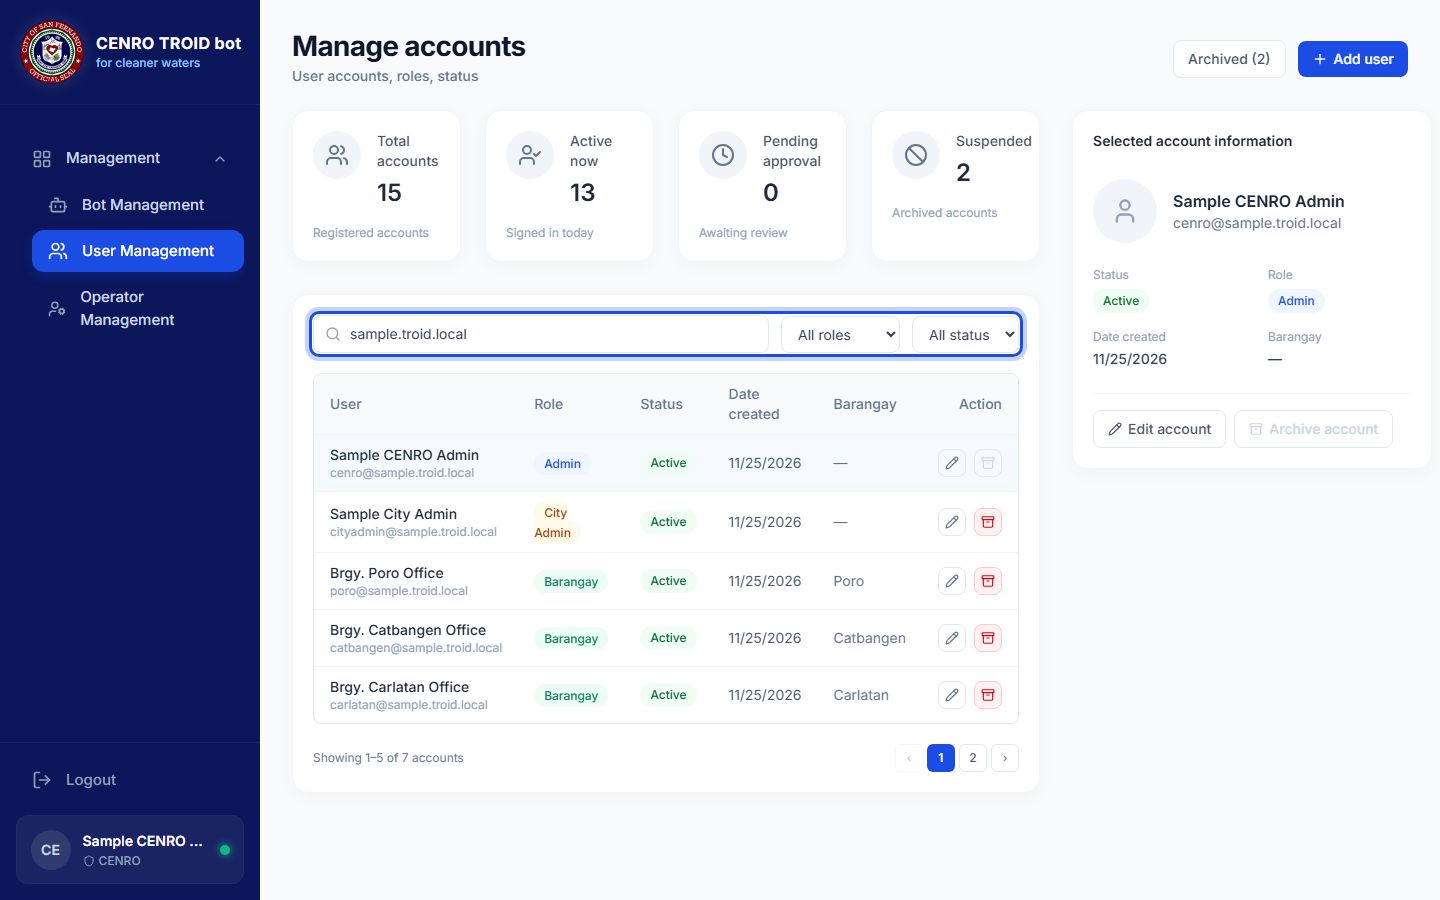 CITY OF SAN FERNANDO
OFFICIAL SEAL
CENRO TROID bot
for cleaner waters
Management
Bot Management
User Management
Operator
Management
Logout
CE
Sample CENRO ...
CENRO
Manage accounts
User accounts, roles, status
Archived (2)
+ Add user
Total
accounts
15
Registered accounts
Active
now
13
Signed in today
Pending
approval
0
Awaiting review
Suspended
2
Archived accounts
sample.troid.local
All roles
All status
User Role Status Date created Barangay Action
Sample CENRO Admin
cenro@sample.troid.local
Admin Active 11/25/2026 —
Sample City Admin
cityadmin@sample.troid.local
City Admin Active 11/25/2026 —
Brgy. Poro Office
poro@sample.troid.local
Barangay Active 11/25/2026 Poro
Brgy. Catbangen Office
catbangen@sample.troid.local
Barangay Active 11/25/2026 Catbangen
Brgy. Carlatan Office
carlatan@sample.troid.local
Barangay Active 11/25/2026 Carlatan
Showing 1–5 of 7 accounts
‹ 1 2 ›
Selected account information
Sample CENRO Admin
cenro@sample.troid.local
Status Role
Active Admin
Date created Barangay
11/25/2026 —
Edit account Archive account